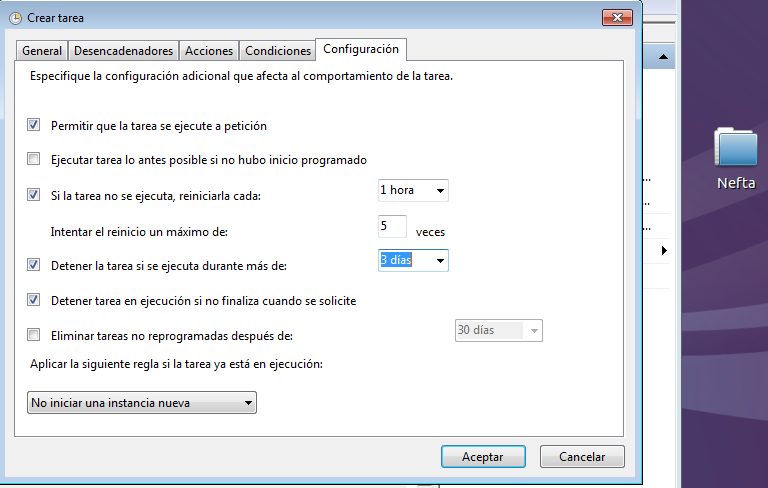 Crear tarea
General
Desencadenadores
Acciones
Condiciones
Configuración
Especifique la configuración adicional que afecta al comportamiento de la tarea.
Permitir que la tarea se ejecute a petición
Ejecutar tarea lo antes posible si no hubo inicio programado
Si la tarea no se ejecuta, reiniciarla cada: 1 hora
Intentar el reinicio un máximo de: 5 veces
Detener la tarea si se ejecuta durante más de: 3 días
Detener tarea en ejecución si no finaliza cuando se solicite
Eliminar tareas no reprogramadas después de: 30 días
Aplicar la siguiente regla si la tarea ya está en ejecución:
No iniciar una instancia nueva
Aceptar
Cancelar
Nefta